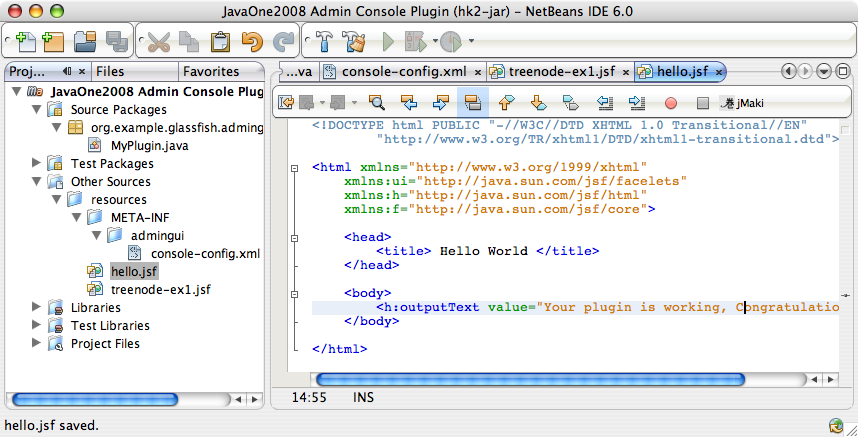 JavaOne2008 Admin Console Plugin (hk2-jar) – NetBeans IDE 6.0
Proj... Files Favorites
...va console-config.xml treenode-ex1.jsf hello.jsf
jMaki
JavaOne2008 Admin Console Plug
Source Packages
org.example.glassfish.adming
MyPlugin.java
Test Packages
Other Sources
resources
META-INF
admingui
console-config.xml
hello.jsf
treenode-ex1.jsf
Libraries
Test Libraries
Project Files
<!DOCTYPE html PUBLIC "-//W3C//DTD XHTML 1.0 Transitional//EN"
"http://www.w3.org/TR/xhtml1/DTD/xhtml1-transitional.dtd">
<html xmlns="http://www.w3.org/1999/xhtml"
xmlns:ui="http://java.sun.com/jsf/facelets"
xmlns:h="http://java.sun.com/jsf/html"
xmlns:f="http://java.sun.com/jsf/core">
<head>
<title> Hello World </title>
</head>
<body>
<h:outputText value="Your plugin is working, Congratulatio
</body>
</html>
14:55 INS
hello.jsf saved.